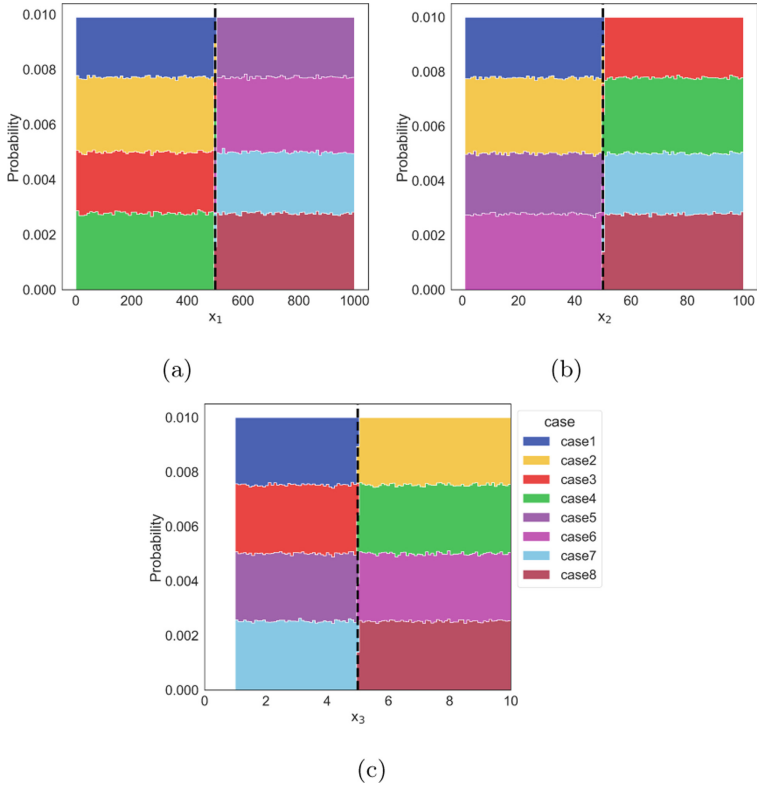 0.010
0.008
0.006
0.004
0.002
0.000
Probability
0 200 400 600 800 1000
x₁
(a)
0.010
0.008
0.006
0.004
0.002
0.000
Probability
0 20 40 60 80 100
x₂
(b)
0.010
0.008
0.006
0.004
0.002
0.000
Probability
0 2 4 6 8 10
x₃
case
case1
case2
case3
case4
case5
case6
case7
case8
(c)